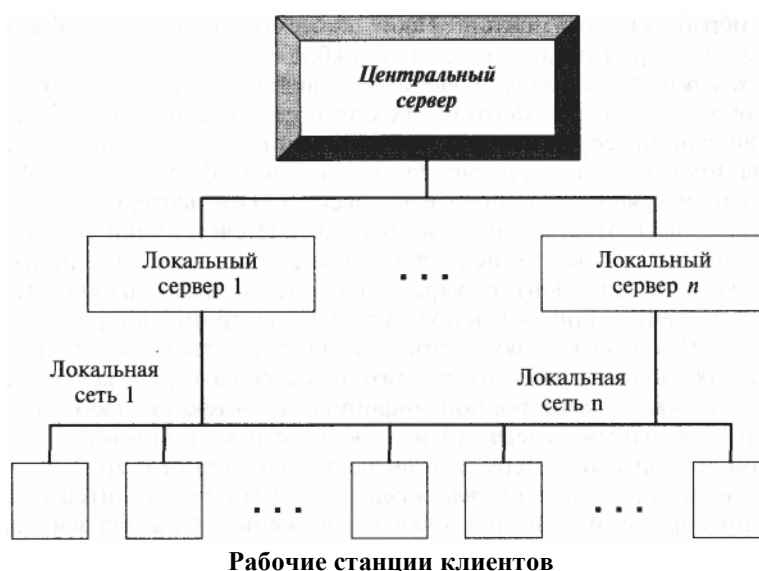 Центральный
сервер
Локальный
сервер 1
. . .
Локальный
сервер n
Локальная
сеть 1
Локальная
сеть n
. . .
. . .
Рабочие станции клиентов